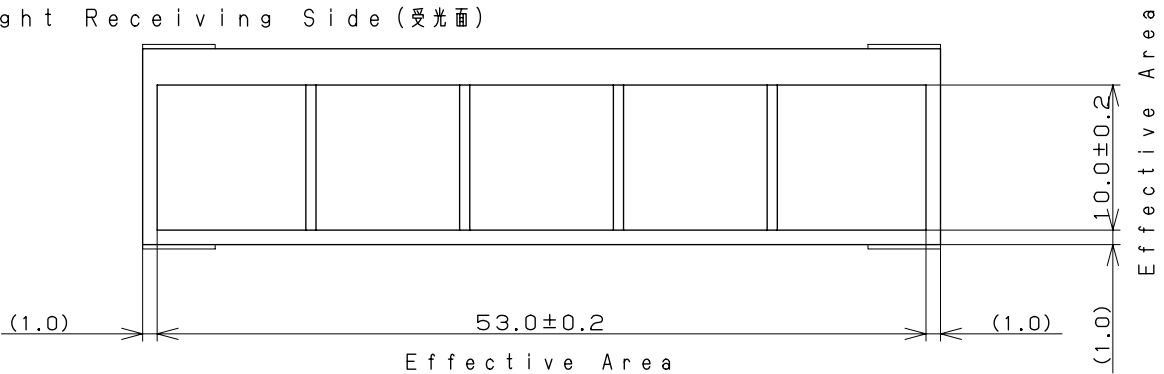 ght Receiving Side(受光面)
Effective Area
10.0±0.2
(1.0)
(1.0)
53.0±0.2
(1.0)
Effective Area